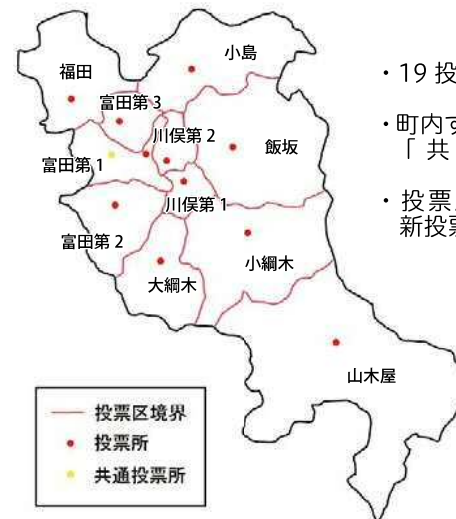 小島
福田
富田第3
川俣第2
飯坂
富田第1
川俣第1
富田第2
小綱木
大綱木
山木屋
投票区境界
投票所
共通投票所
・19投
・町内す
「共
・投票
新投票